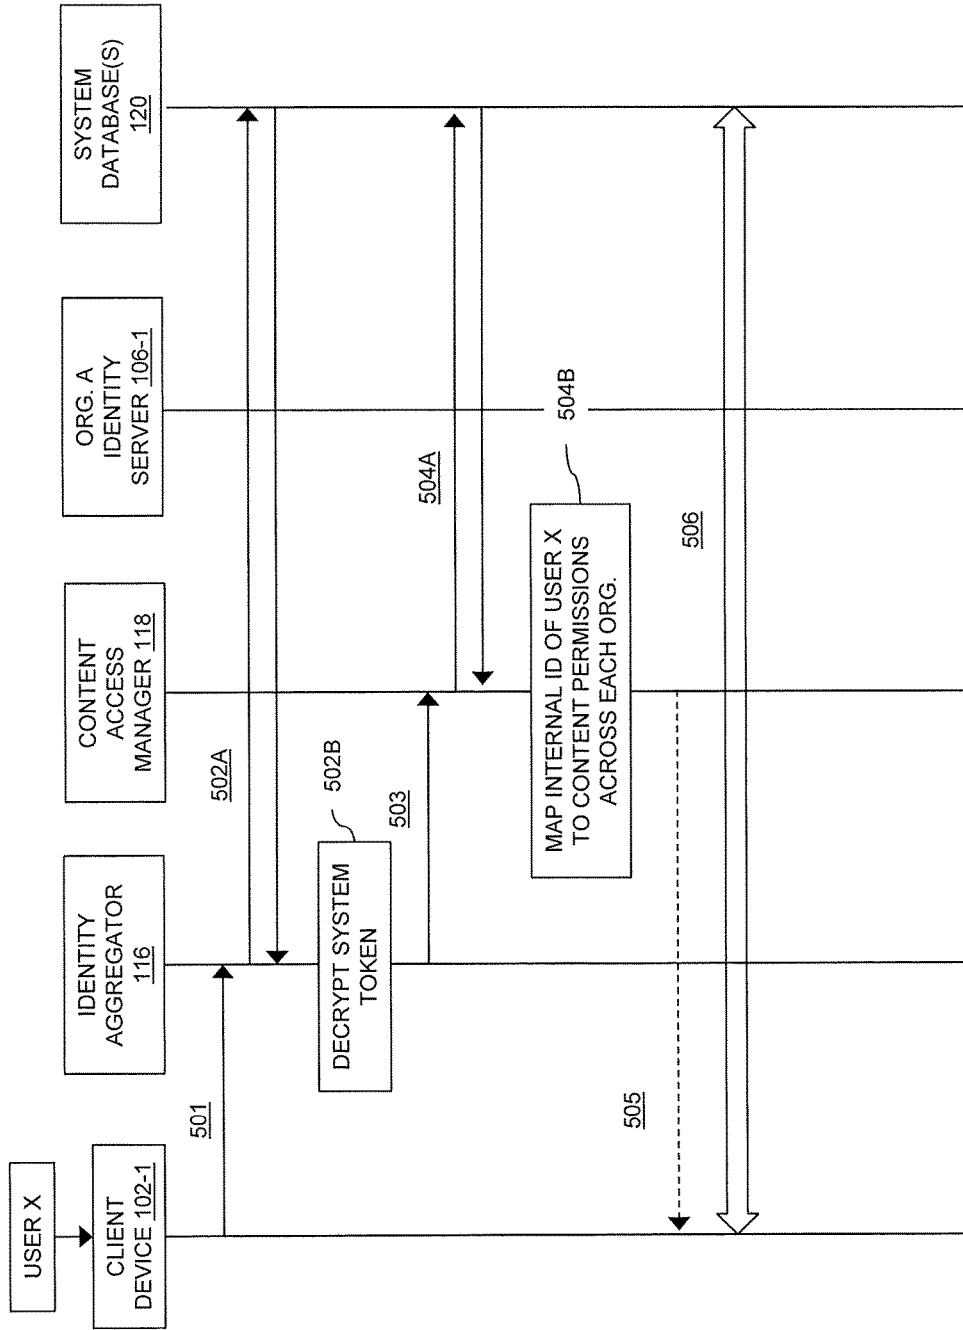 USER X
CLIENT
DEVICE 102-1
IDENTITY
AGGREGATOR
116
CONTENT
ACCESS
MANAGER 118
ORG. A
IDENTITY
SERVER 106-1
SYSTEM
DATABASE(S)
120
501
502A
DECRYPT SYSTEM
TOKEN
502B
503
504A
MAP INTERNAL ID OF USER X
TO CONTENT PERMISSIONS
ACROSS EACH ORG.
504B
505
506